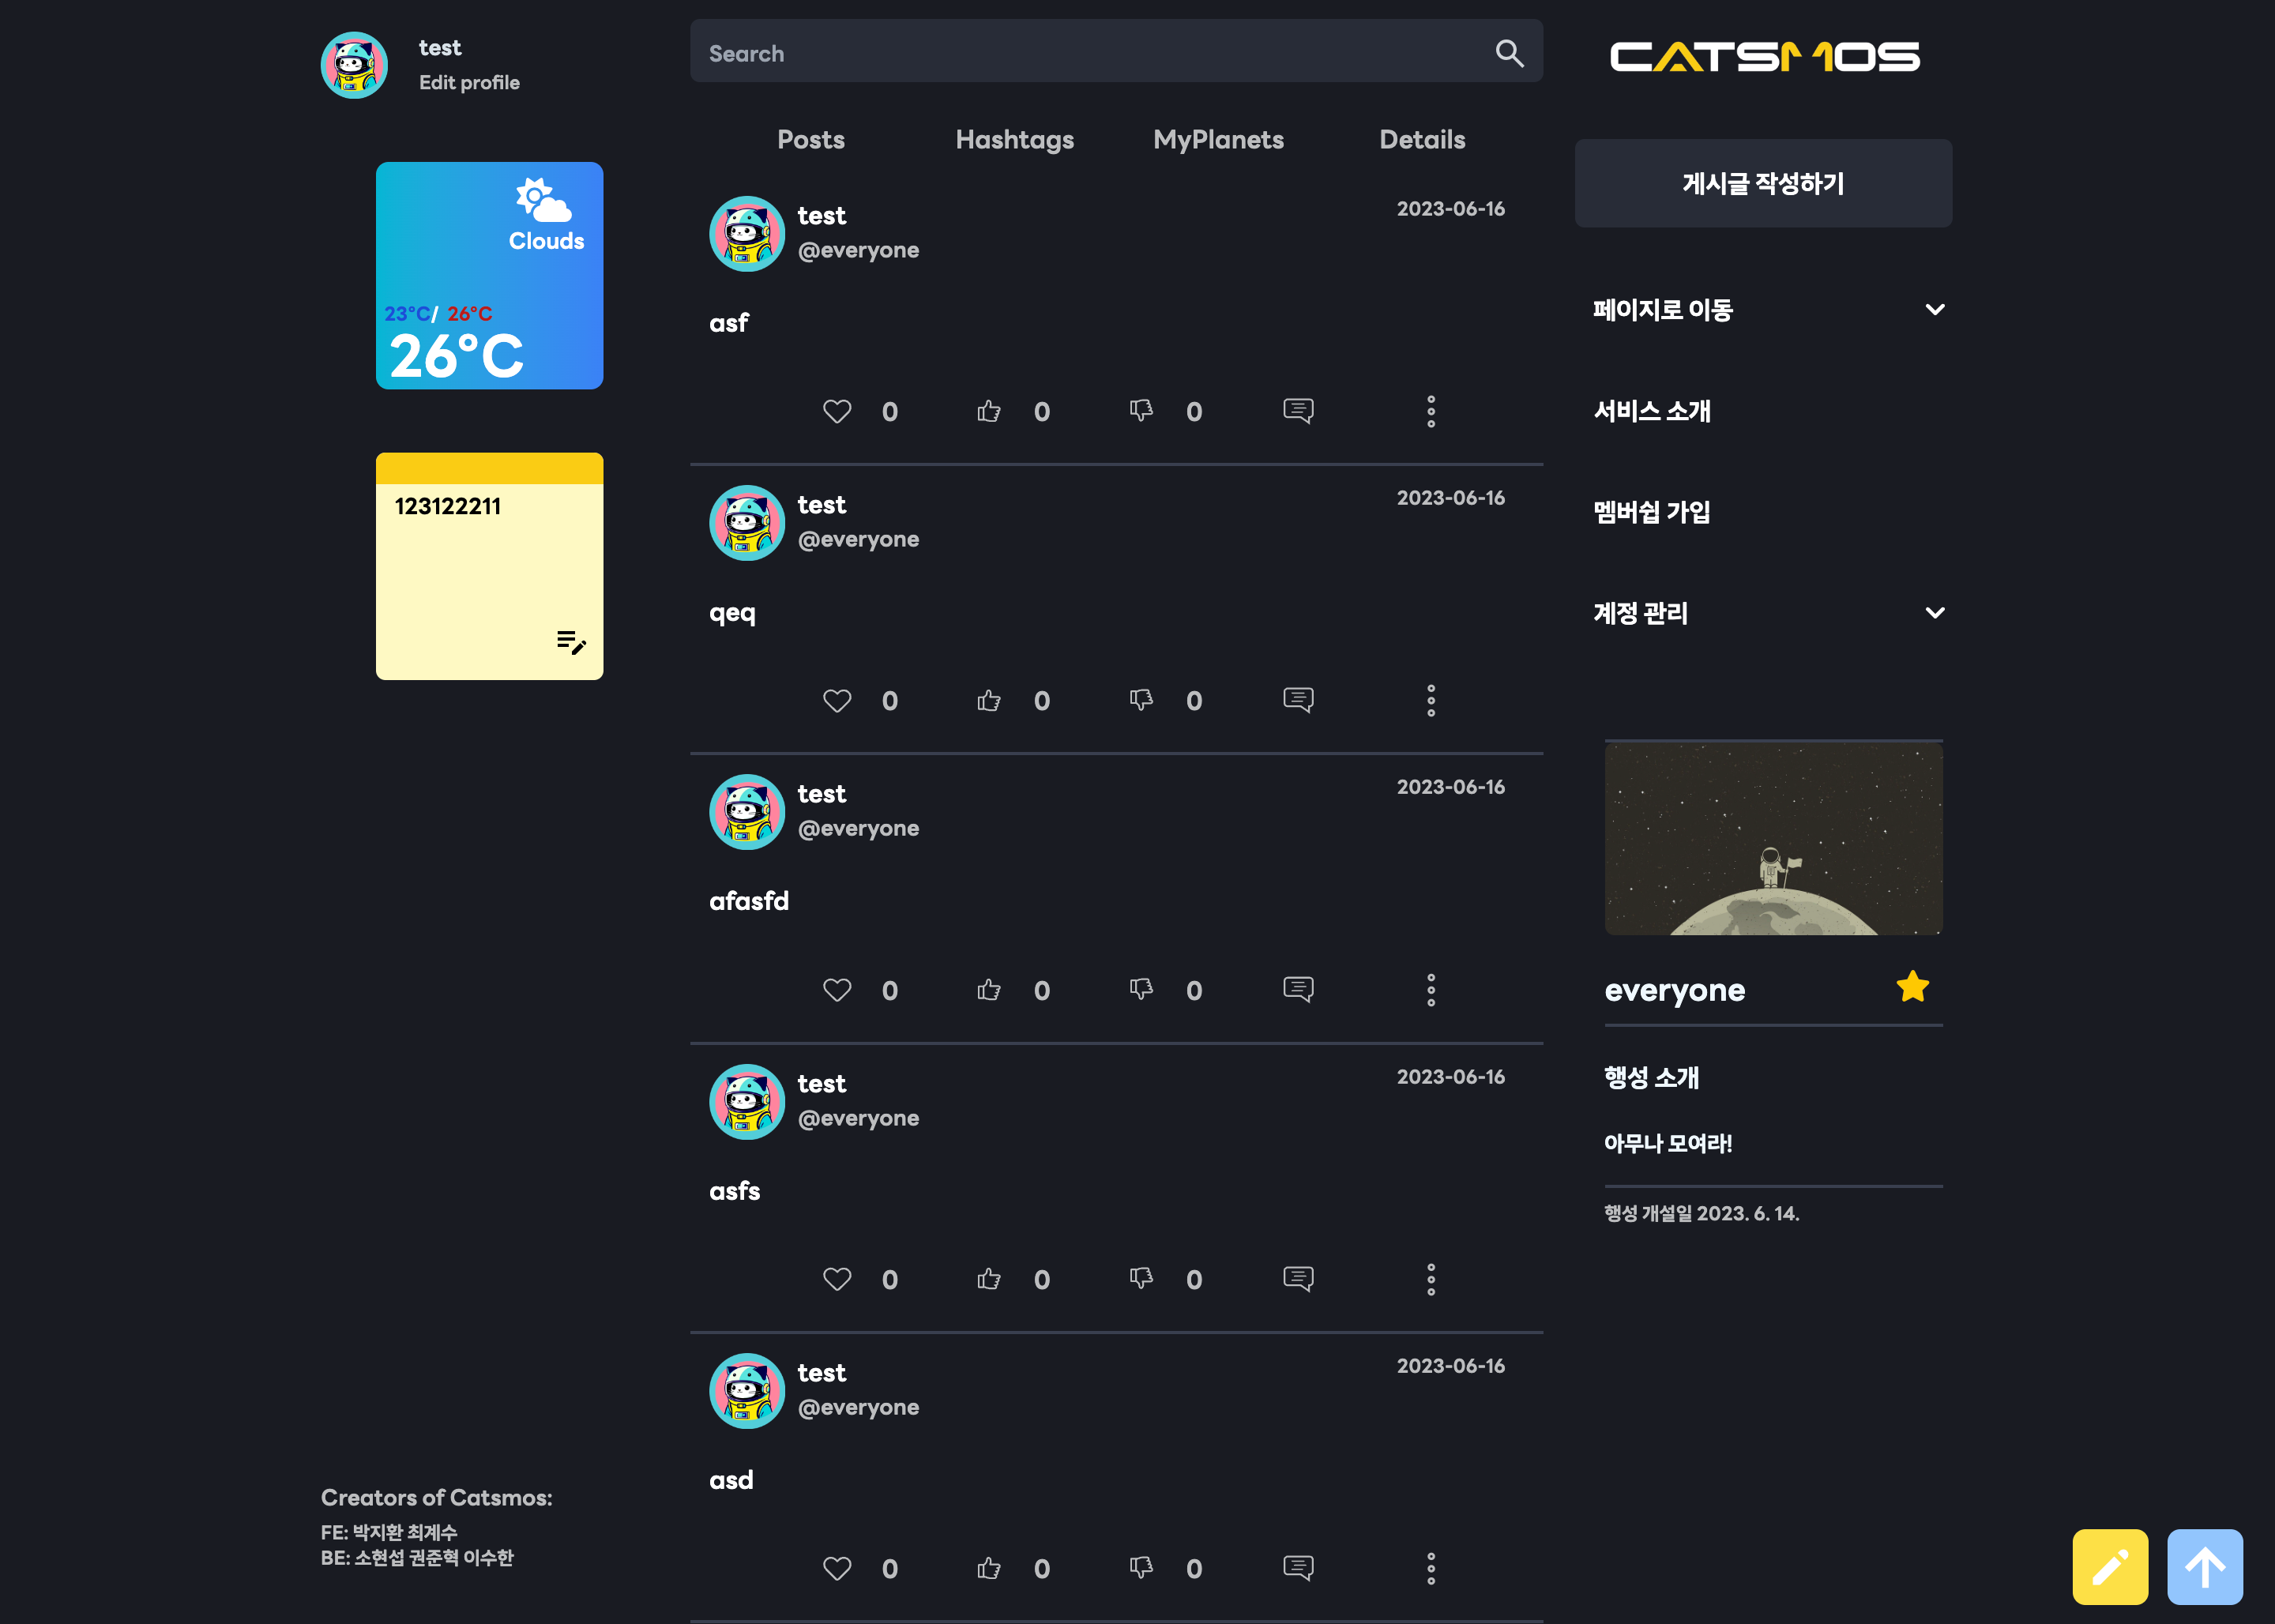 test
Edit profile
Clouds
23°C/ 26°C
26°C
123122211
Creators of Catsmos:
FE: 박지환 최계수
BE: 소현섭 권준혁 이수한
Search
Posts Hashtags MyPlanets Details
test 2023-06-16
@everyone
asf
0 0 0
test 2023-06-16
@everyone
qeq
0 0 0
test 2023-06-16
@everyone
afasfd
0 0 0
test 2023-06-16
@everyone
asfs
0 0 0
test 2023-06-16
@everyone
asd
0 0 0
CATSMOS
게시글 작성하기
페이지로 이동
서비스 소개
멤버쉽 가입
계정 관리
everyone
행성 소개
아무나 모여라!
행성 개설일 2023. 6. 14.